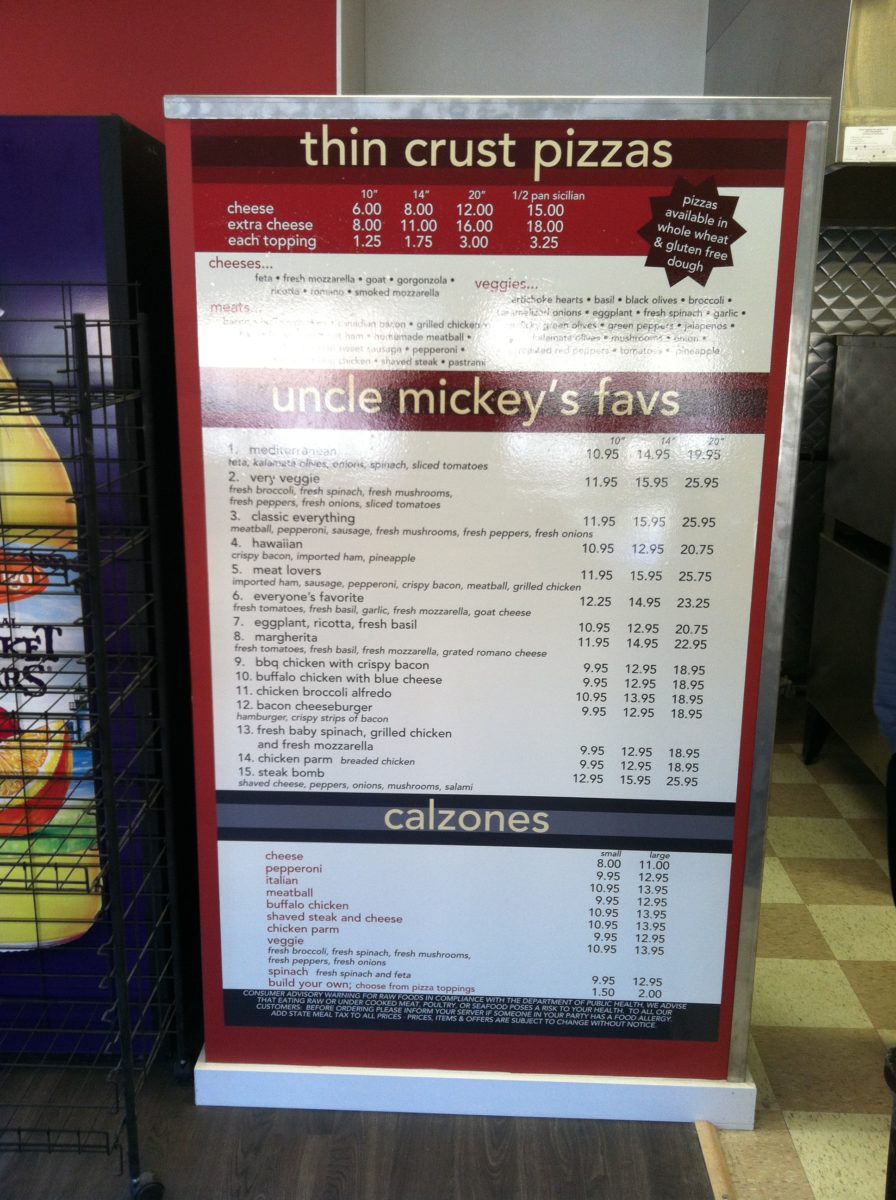 thin crust pizzas
10" 14" 20" 1/2 pan sicilian
cheese 6.00 8.00 12.00 15.00
extra cheese 8.00 11.00 16.00 18.00
each topping 1.25 1.75 3.00 3.25
pizzas
available in
whole wheat
& gluten free
dough
cheeses...
feta • fresh mozzarella • goat • gorgonzola •
ricotta • romano • smoked mozzarella
meats...
canadian bacon • grilled chicken
ham • homemade meatball •
sweet sausage • pepperoni •
chicken • shaved steak • pastrami
veggies...
artichoke hearts • basil • black olives • broccoli •
caramelized onions • eggplant • fresh spinach • garlic •
green olives • green peppers • jalapenos •
kalamata olives • mushrooms • onion •
roasted red peppers • tomatoes • pineapple
uncle mickey's favs
10" 14" 20"
1. mediterranean 10.95 14.95 19.95
feta, kalamata olives, onions, spinach, sliced tomatoes
2. very veggie 11.95 15.95 25.95
fresh broccoli, fresh spinach, fresh mushrooms,
fresh peppers, fresh onions, sliced tomatoes
3. classic everything 11.95 15.95 25.95
meatball, pepperoni, sausage, fresh mushrooms, fresh peppers, fresh onions
4. hawaiian 10.95 12.95 20.75
crispy bacon, imported ham, pineapple
5. meat lovers 11.95 15.95 25.75
imported ham, sausage, pepperoni, crispy bacon, meatball, grilled chicken
6. everyone's favorite 12.25 14.95 23.25
fresh tomatoes, fresh basil, garlic, fresh mozzarella, goat cheese
7. eggplant, ricotta, fresh basil 10.95 12.95 20.75
8. margherita 11.95 14.95 22.95
fresh tomatoes, fresh basil, fresh mozzarella, grated romano cheese
9. bbq chicken with crispy bacon 9.95 12.95 18.95
10. buffalo chicken with blue cheese 9.95 12.95 18.95
11. chicken broccoli alfredo 10.95 13.95 18.95
12. bacon cheeseburger 9.95 12.95 18.95
hamburger, crispy strips of bacon
13. fresh baby spinach, grilled chicken
and fresh mozzarella 9.95 12.95 18.95
14. chicken parm breaded chicken 9.95 12.95 18.95
15. steak bomb 12.95 15.95 25.95
shaved cheese, peppers, onions, mushrooms, salami
calzones
small large
cheese 8.00 11.00
pepperoni 9.95 12.95
italian 10.95 13.95
meatball 9.95 12.95
buffalo chicken 10.95 13.95
shaved steak and cheese 10.95 13.95
chicken parm 9.95 12.95
veggie 10.95 13.95
fresh broccoli, fresh spinach, fresh mushrooms,
fresh peppers, fresh onions
spinach fresh spinach and feta 9.95 12.95
build your own; choose from pizza toppings 1.50 2.00
CONSUMER ADVISORY WARNING FOR RAW FOODS IN COMPLIANCE WITH THE DEPARTMENT OF PUBLIC HEALTH, WE ADVISE
THAT EATING RAW OR UNDER COOKED MEAT, POULTRY, OR SEAFOOD POSES A RISK TO YOUR HEALTH. TO ALL OUR
CUSTOMERS: BEFORE ORDERING PLEASE INFORM YOUR SERVER IF SOMEONE IN YOUR PARTY HAS A FOOD ALLERGY.
ADD STATE MEAL TAX TO ALL PRICES · PRICES, ITEMS & OFFERS ARE SUBJECT TO CHANGE WITHOUT NOTICE.